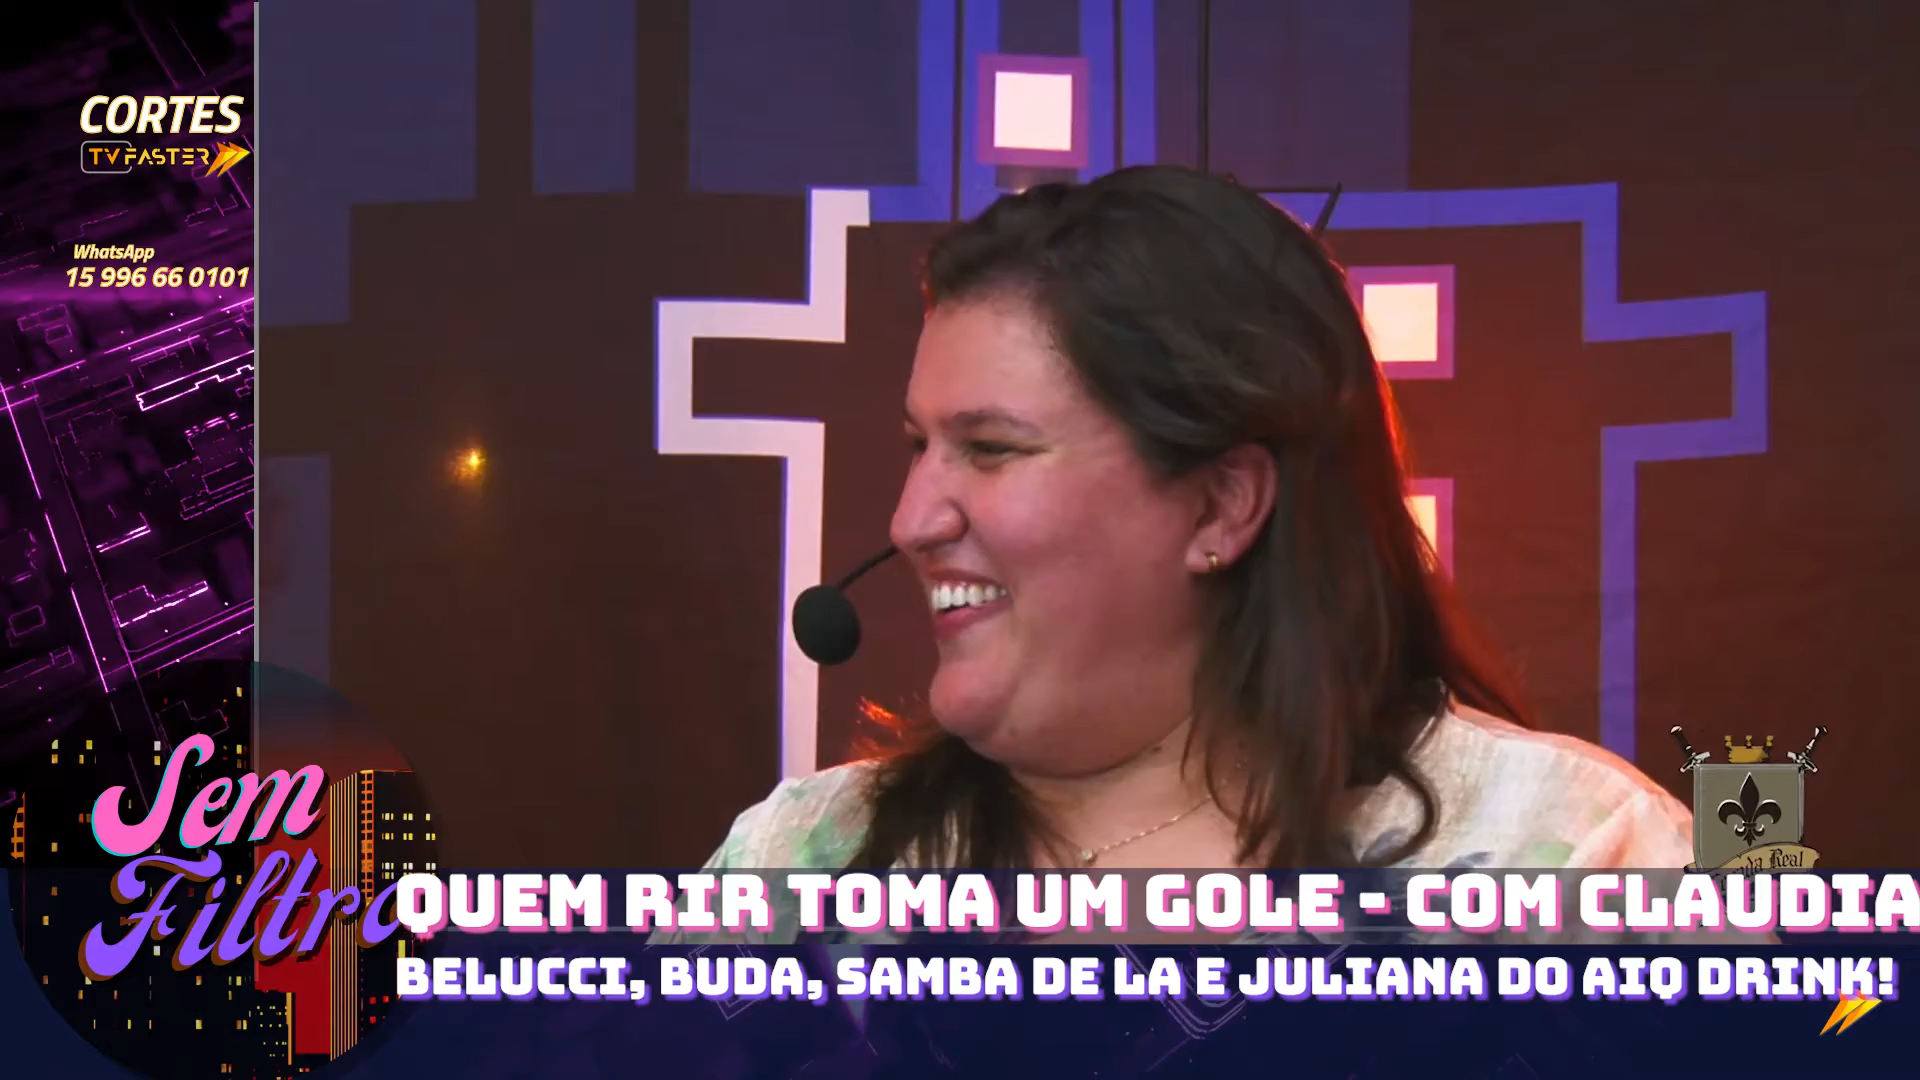 CORTES
TV FASTER
WhatsApp
15 996 66 0101
Sem
Filtro
Real
QUEM RIR TOMA UM GOLE - COM CLAUDIA
BELUCCI, BUDA, SAMBA DE LA E JULIANA DO AIQ DRINK!